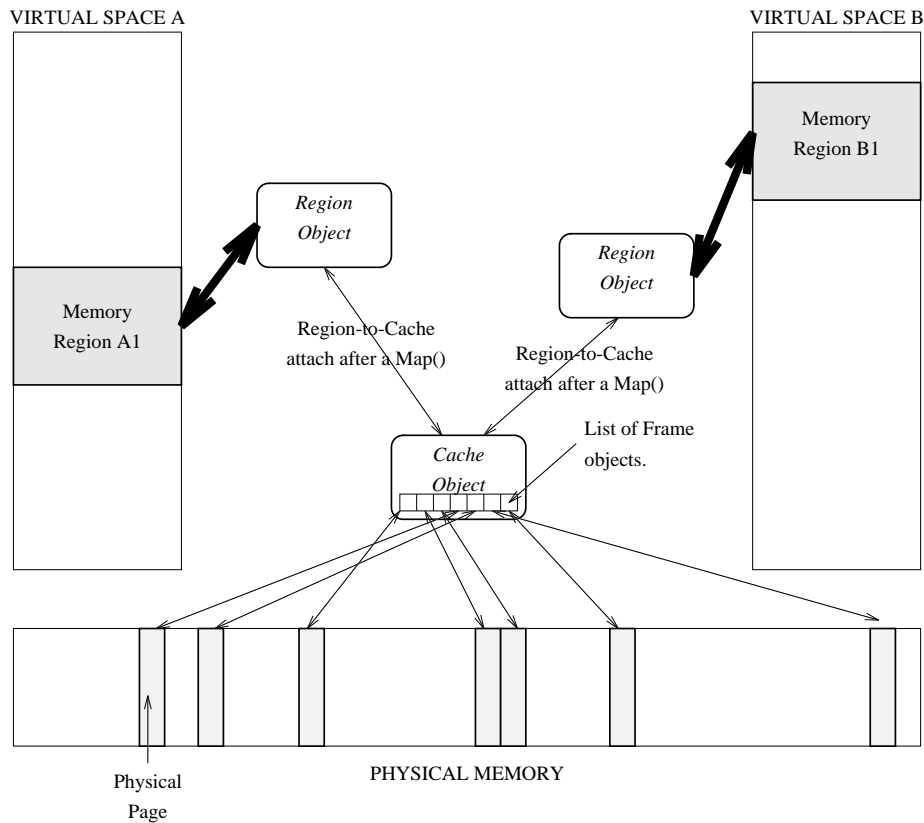 VIRTUAL SPACE A
VIRTUAL SPACE B
Memory
Region B1
Region
Object
Region
Object
Memory
Region A1
Region-to-Cache
attach after a Map()
Region-to-Cache
attach after a Map()
List of Frame
objects.
Cache
Object
PHYSICAL MEMORY
Physical
Page